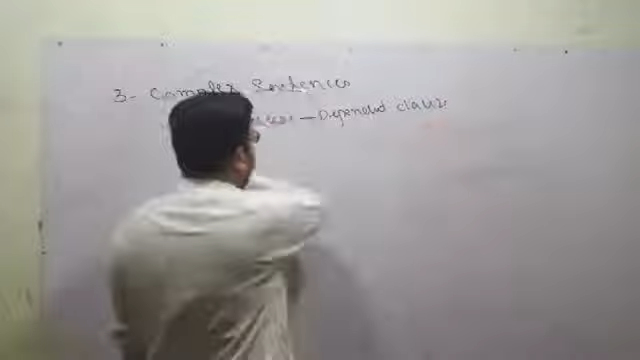 3- Complex Sentences
— Dependend clause